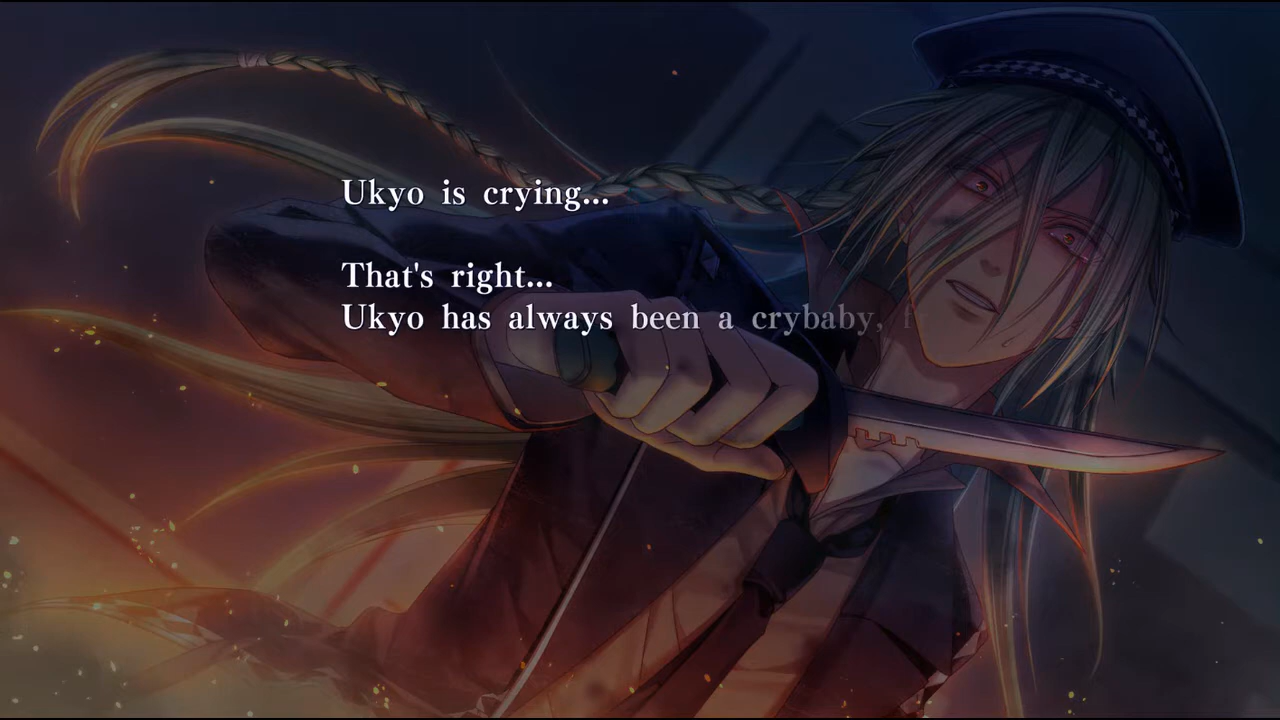 Ukyo is crying...
That's right...
Ukyo has always been a crybaby,